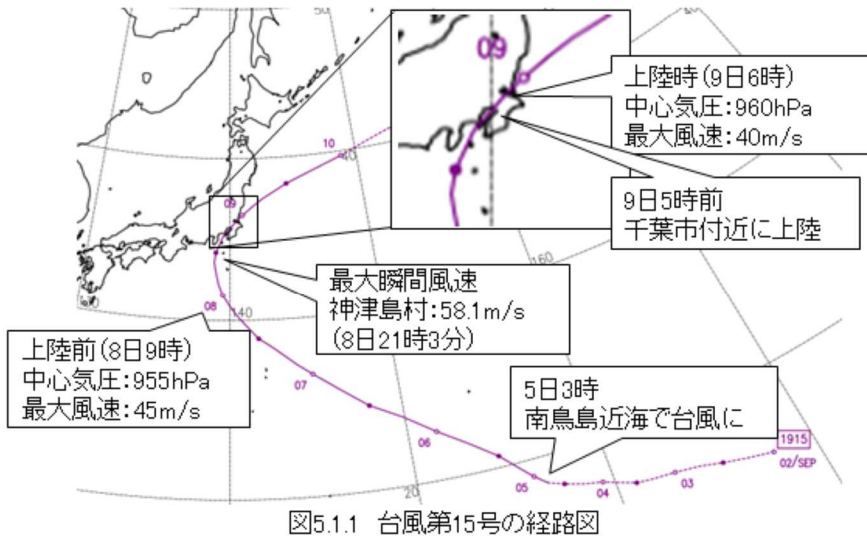 50
09
上陸時(9日6時)
中心気圧:960hPa
最大風速:40m/s
9日5時前
千葉市付近に上陸
10
40
09
160
最大瞬間風速
神津島村:58.1m/s
(8日21時3分)
08
140
上陸前(8日9時)
中心気圧:955hPa
最大風速:45m/s
07
5日3時
南鳥島近海で台風に
06
1915
02/SEP
03
05
04
20
図5.1.1 台風第15号の経路図